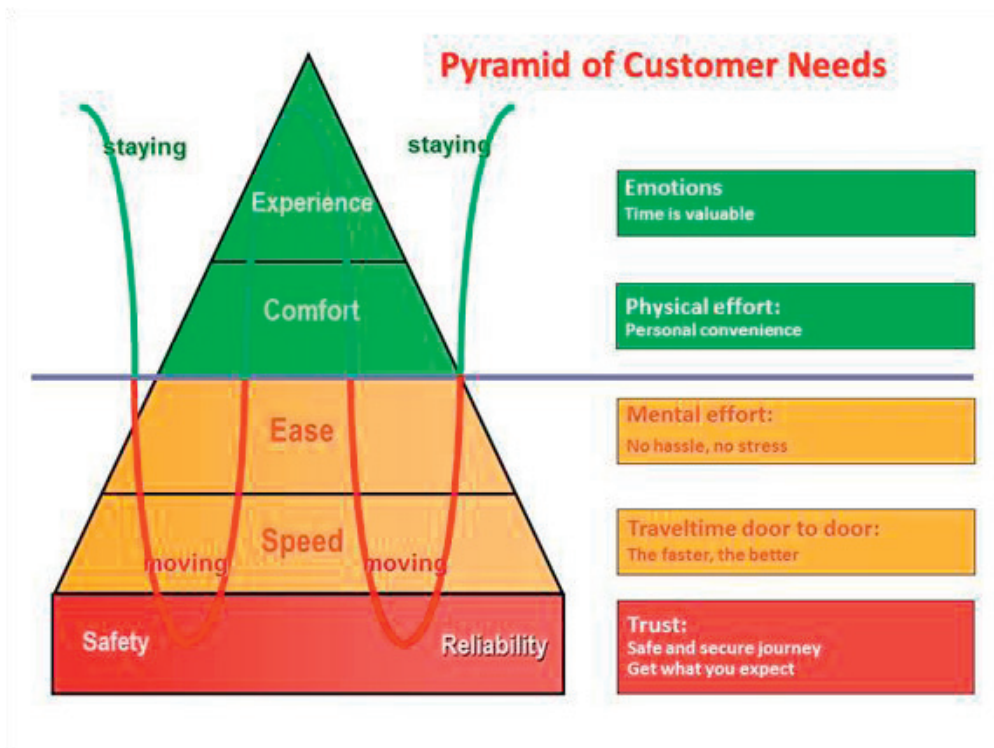 Pyramid of Customer Needs
staying
staying
Experience
Comfort
Ease
Speed
moving
moving
Safety
Reliability
Emotions
Time is valuable
Physical effort:
Personal convenience
Mental effort:
No hassle, no stress
Traveltime door to door:
The faster, the better
Trust:
Safe and secure journey
Get what you expect